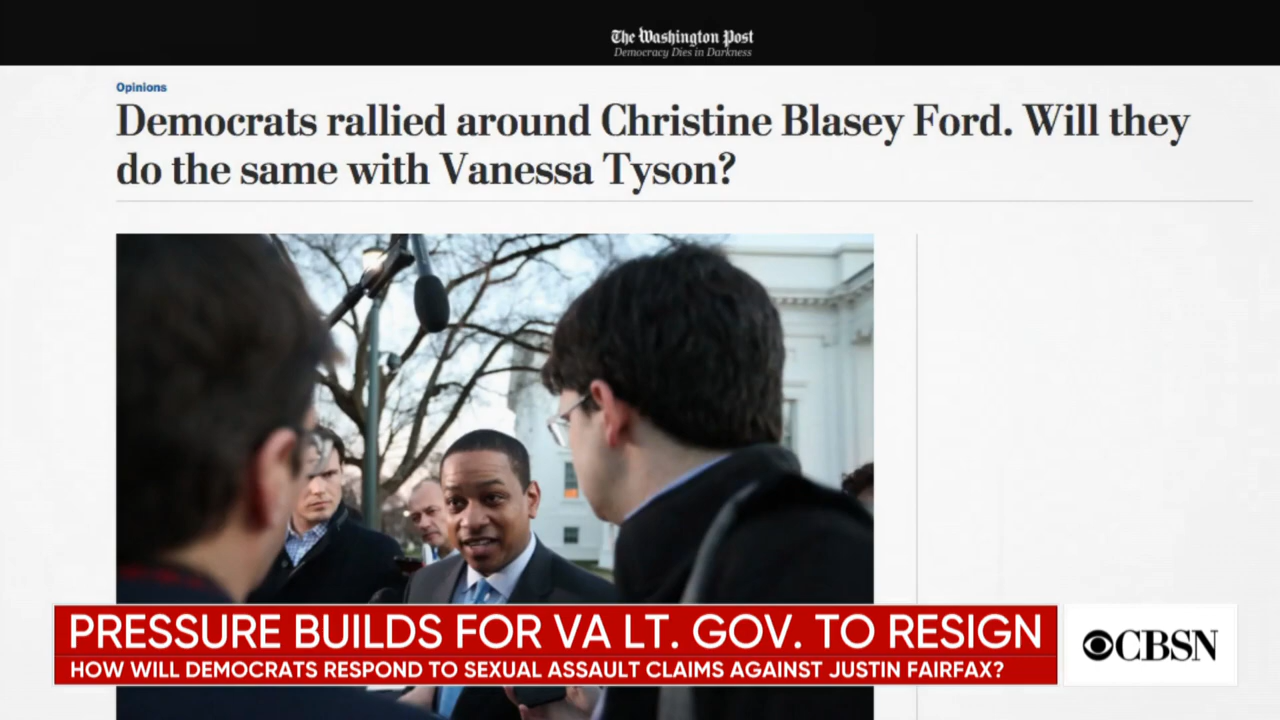 The Washington Post
Democracy Dies in Darkness
Opinions
Democrats rallied around Christine Blasey Ford. Will they
do the same with Vanessa Tyson?
PRESSURE BUILDS FOR VA LT. GOV. TO RESIGN
HOW WILL DEMOCRATS RESPOND TO SEXUAL ASSAULT CLAIMS AGAINST JUSTIN FAIRFAX?
CBSN